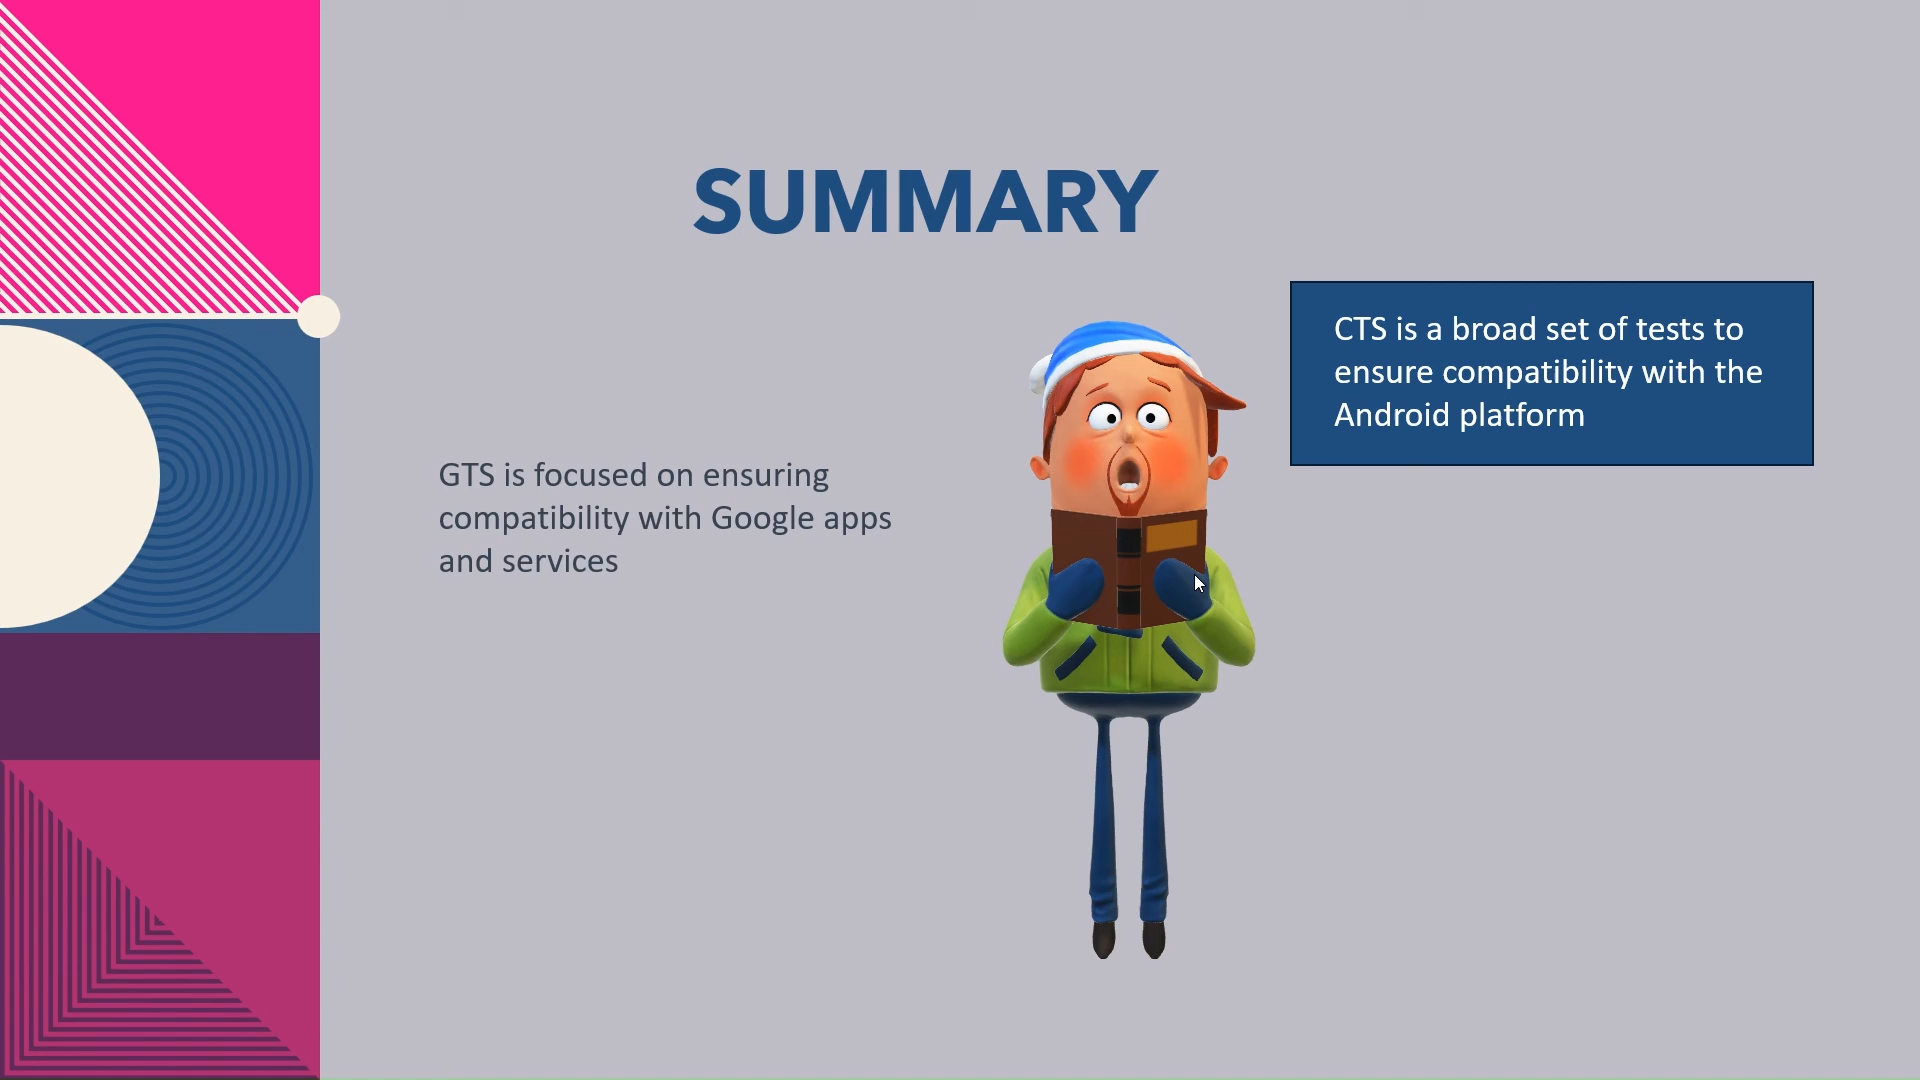 SUMMARY
GTS is focused on ensuring
compatibility with Google apps
and services
CTS is a broad set of tests to
ensure compatibility with the
Android platform